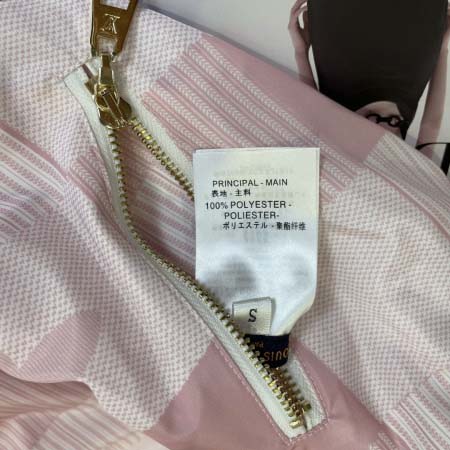 PRINCIPAL - MAIN
表地 - 主料
100% POLYESTER -
POLIESTER-
ポリエステル - 聚酯纤维
S
OUIS